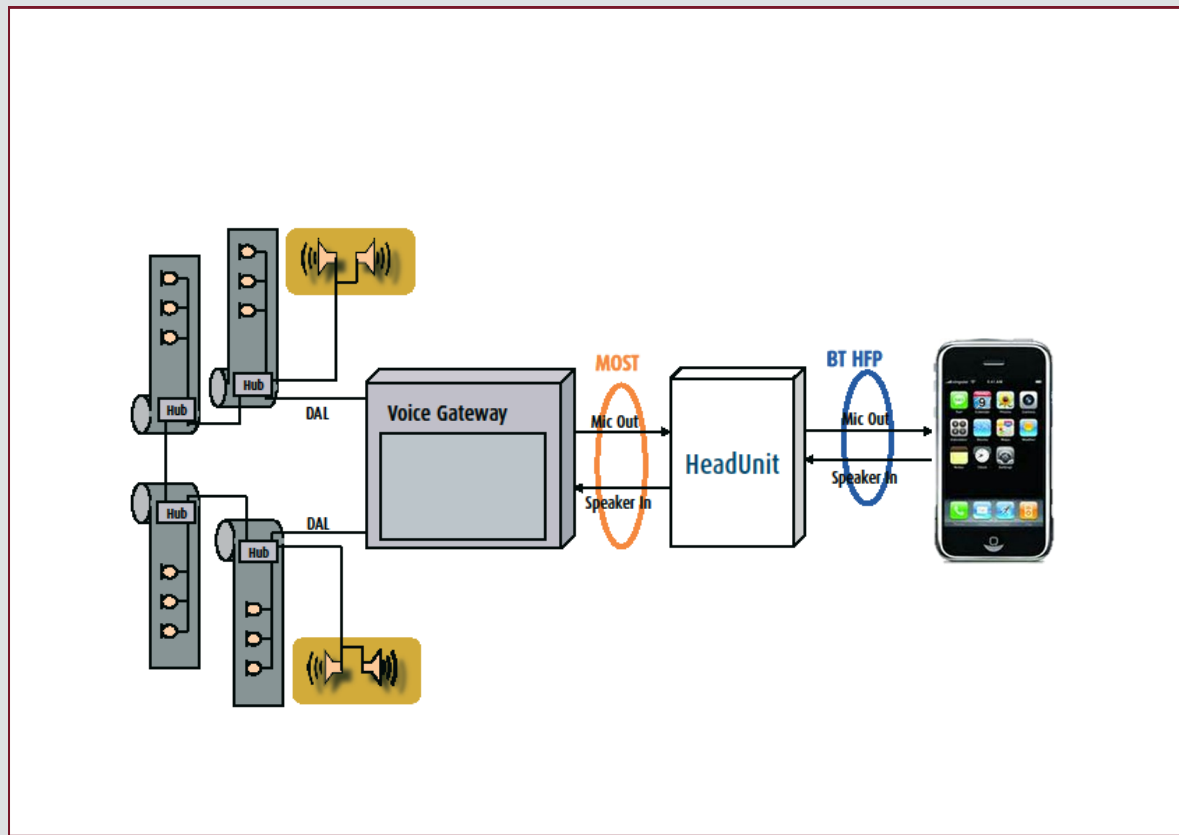 Hub
Hub
DAL
Voice Gateway
MOST
Mic Out
Speaker In
HeadUnit
BT HFP
Mic Out
Speaker In
Hub
Hub
DAL